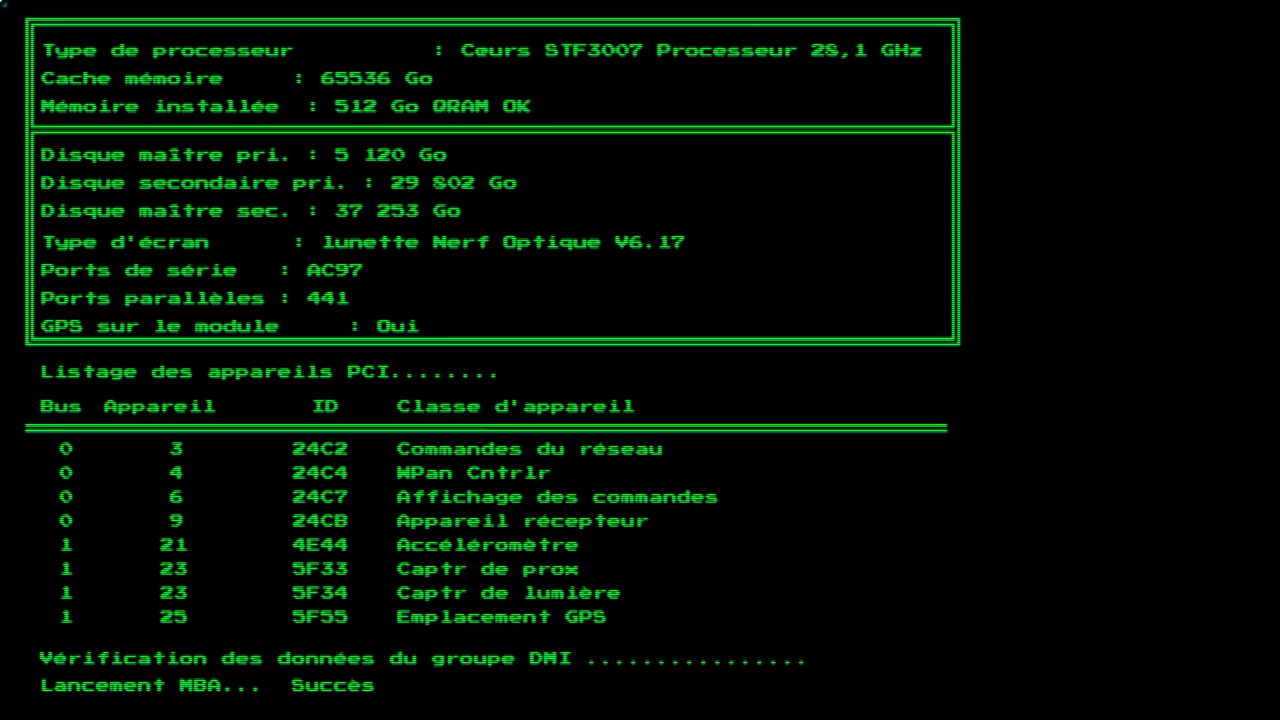 Type de processeur : Cœurs STF3007 Processeur 28,1 GHz
Cache mémoire : 65536 Go
Mémoire installée : 512 Go QRAM OK
Disque maître pri. : 5 120 Go
Disque secondaire pri. : 29 802 Go
Disque maître sec. : 37 253 Go
Type d'écran : lunette Nerf Optique V6.17
Ports de série : AC97
Ports parallèles : 441
GPS sur le module : Oui
Listage des appareils PCI........
Bus Appareil ID Classe d'appareil
0 3 24C2 Commandes du réseau
0 4 24C4 WPan Cntrlr
0 6 24C7 Affichage des commandes
0 9 24CB Appareil récepteur
1 21 4E44 Accéléromètre
1 23 5F33 Captr de prox
1 23 5F34 Captr de lumière
1 25 5F55 Emplacement GPS
Vérification des données du groupe DMI ................
Lancement MBA... Succès